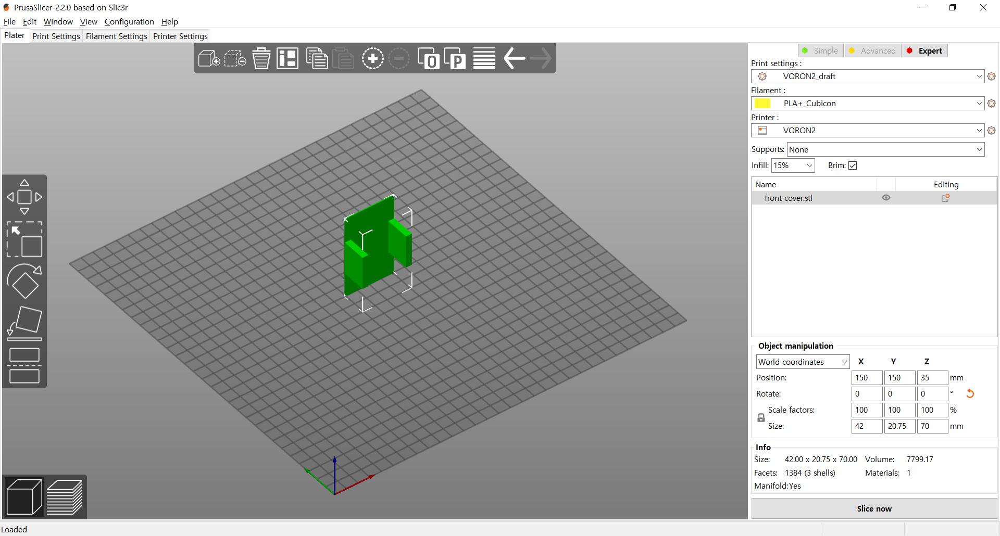 PrusaSlicer-2.2.0 based on Slic3r
File Edit Window View Configuration Help
Plater Print Settings Filament Settings Printer Settings
O P
Simple Advanced Expert
Print settings :
VORON2_draft
Filament :
PLA+_Cubicon
Printer :
VORON2
Supports: None
Infill: 15% Brim:
Name Editing
front cover.stl
Object manipulation
World coordinates X Y Z
Position: 150 150 35 mm
Rotate: 0 0 0 °
Scale factors: 100 100 100 %
Size: 42 20.75 70 mm
Info
Size: 42.00 x 20.75 x 70.00 Volume: 7799.17
Facets: 1384 (3 shells) Materials: 1
Manifold: Yes
Slice now
Loaded